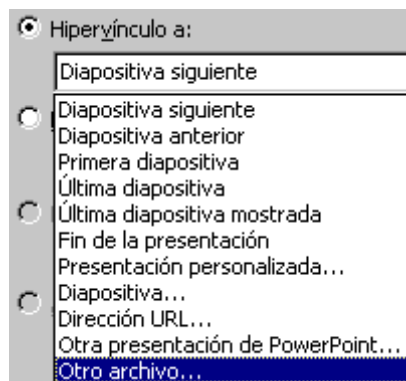 Hipervínculo a:
Diapositiva siguiente
Diapositiva siguiente
Diapositiva anterior
Primera diapositiva
Última diapositiva
Última diapositiva mostrada
Fin de la presentación
Presentación personalizada...
Diapositiva...
Dirección URL...
Otra presentación de PowerPoint...
Otro archivo...